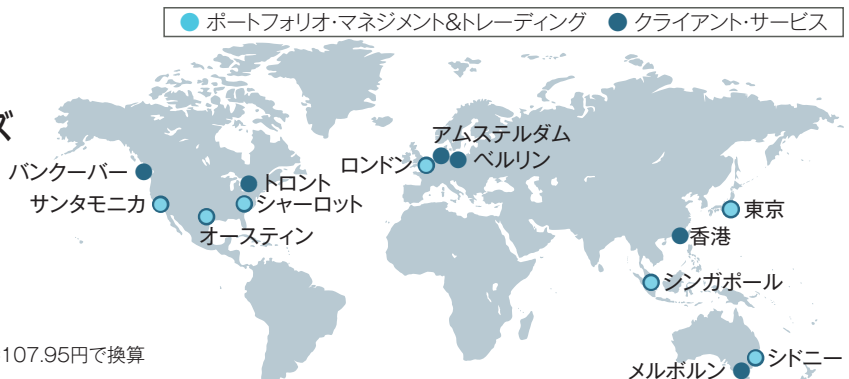 ● ポートフォリオ・マネジメント&トレーディング ● クライアント・サービス
ズ
アムステルダム
ロンドン
ベルリン
バンクーバー
トロント
サンタモニカ
シャーロット
東京
オースティン
香港
シンガポール
107.95円で換算
シドニー
メルボルン